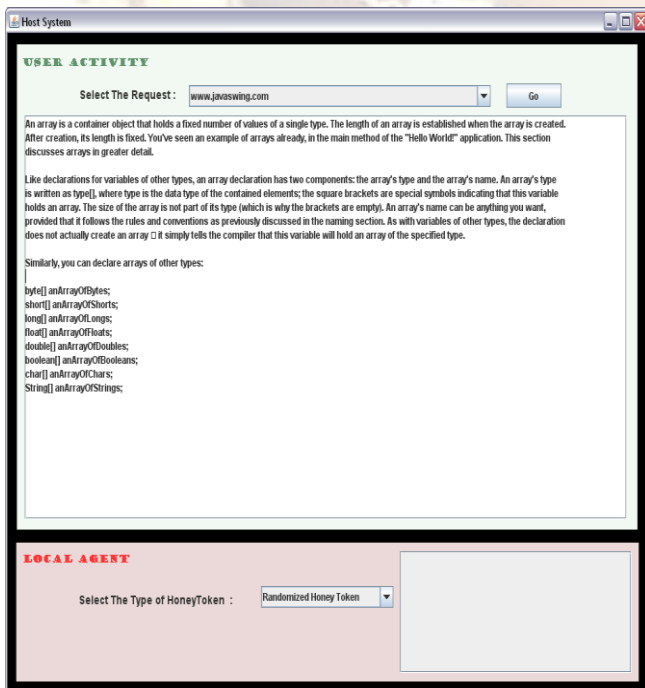 Host System
USER ACTIVITY
Select The Request :
www.javaswing.com
Go
An array is a container object that holds a fixed number of values of a single type. The length of an array is established when the array is created.
After creation, its length is fixed. You've seen an example of arrays already, in the main method of the "Hello World!" application. This section
discusses arrays in greater detail.
Like declarations for variables of other types, an array declaration has two components: the array's type and the array's name. An array's type
is written as type[], where type is the data type of the contained elements; the square brackets are special symbols indicating that this variable
holds an array. The size of the array is not part of its type (which is why the brackets are empty). An array's name can be anything you want,
provided that it follows the rules and conventions as previously discussed in the naming section. As with variables of other types, the declaration
does not actually create an array □ it simply tells the compiler that this variable will hold an array of the specified type.
Similarly, you can declare arrays of other types:
byte[] anArrayOfBytes;
short[] anArrayOfShorts;
long[] anArrayOfLongs;
float[] anArrayOfFloats;
double[] anArrayOfDoubles;
boolean[] anArrayOfBooleans;
char[] anArrayOfChars;
String[] anArrayOfStrings;
LOCAL AGENT
Select The Type of HoneyToken :
Randomized Honey Token